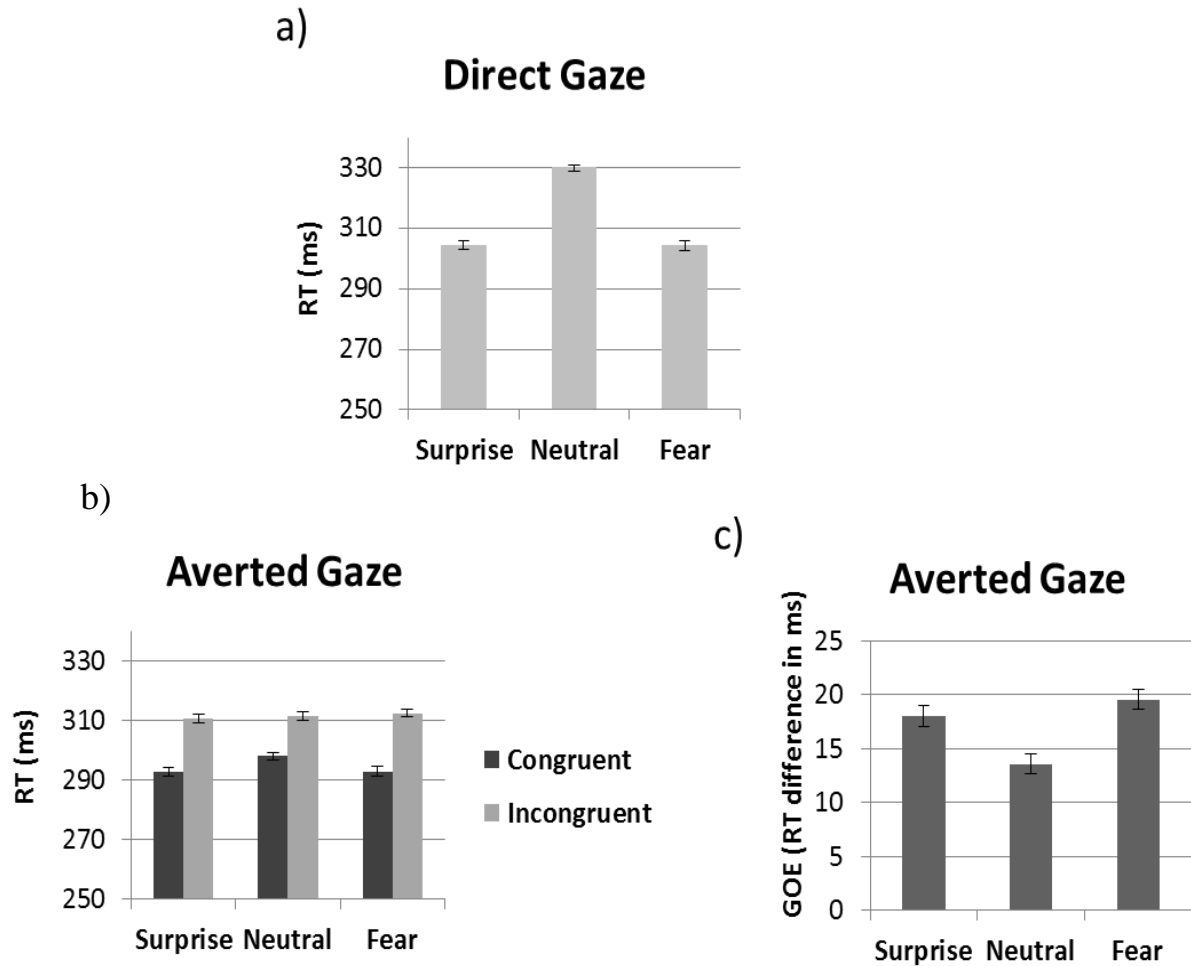 a)
Direct Gaze
RT (ms)
330
310
290
270
250
Surprise Neutral Fear
b)
Averted Gaze
RT (ms)
330
310
290
270
250
Surprise Neutral Fear
Congruent
Incongruent
c)
Averted Gaze
GOE (RT difference in ms)
25
20
15
10
5
0
Surprise Neutral Fear